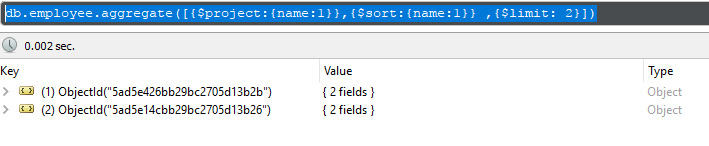 db.employee.aggregate([{$project:{name:1}},{$sort:{name:1}} ,{$limit: 2}])
0.002 sec.
Key Value Type
(1) ObjectId("5ad5e426bb29bc2705d13b2b") { 2 fields } Object
(2) ObjectId("5ad5e14cbb29bc2705d13b26") { 2 fields } Object